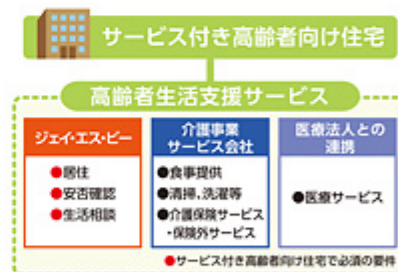 サービス付き高齢者向け住宅
高齢者生活支援サービス
ジェイ・エス・ビー
●居住
●安否確認
●生活相談
介護事業
サービス会社
●食事提供
●清掃、洗濯等
●介護保険サービス
・保険外サービス
医療法人との
連携
●医療サービス
●サービス付き高齢者向け住宅で必須の要件